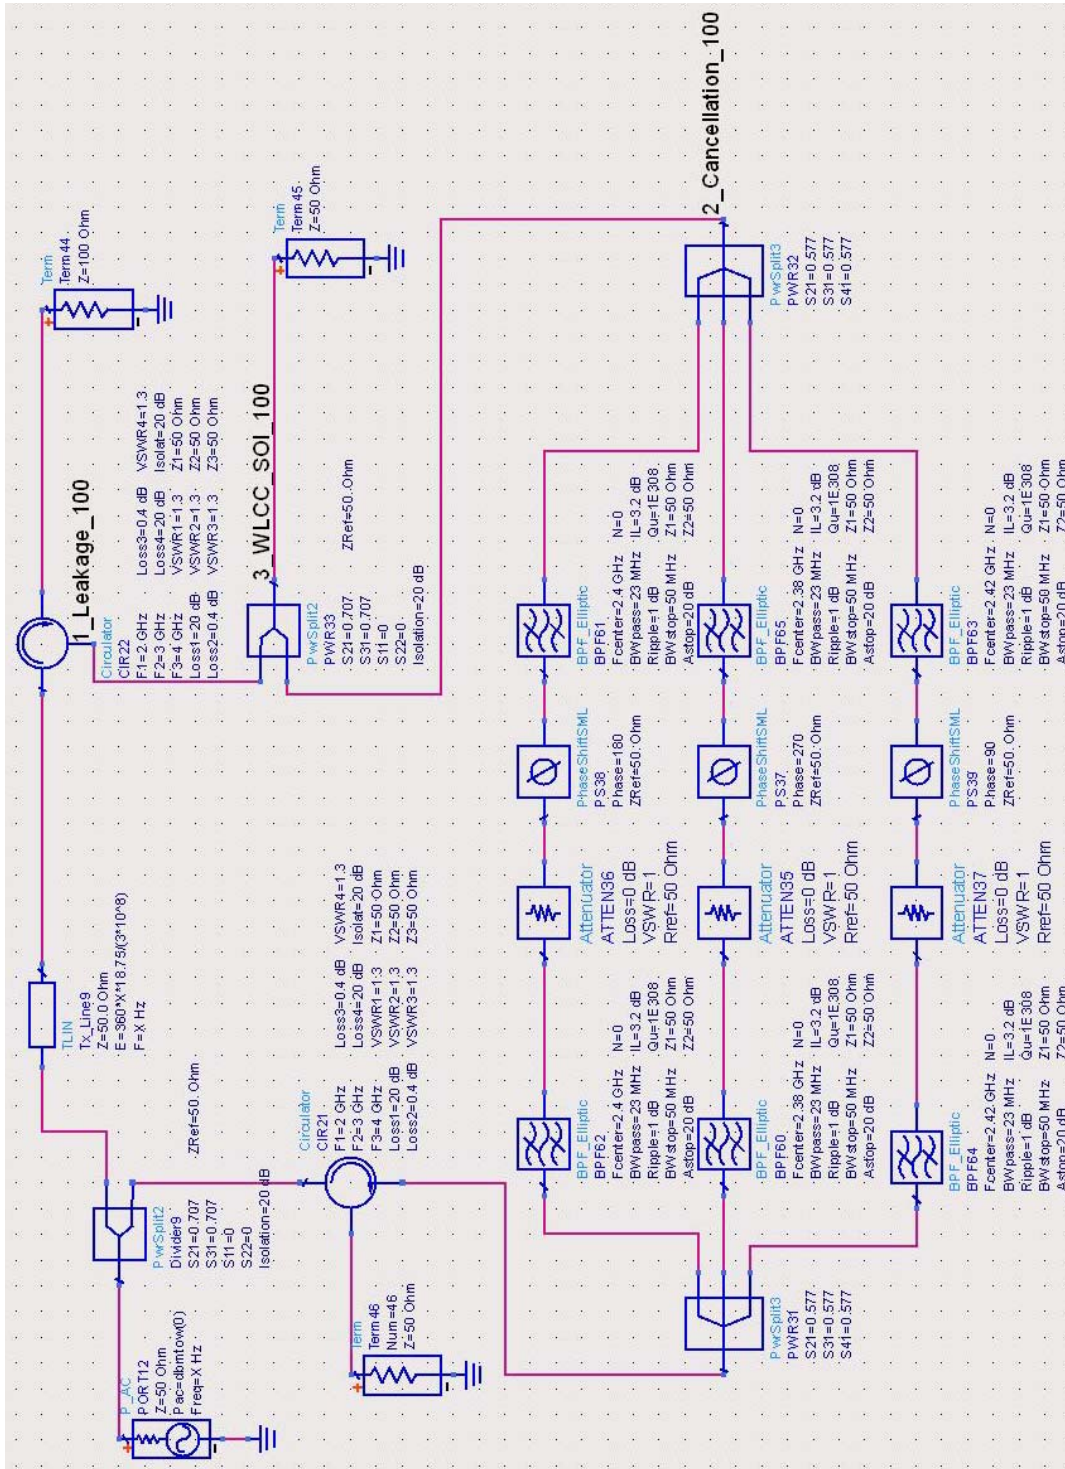 Term
Term44
Z=100 Ohm
Circulator
CIR22
F1=2 GHz
F2=3 GHz
F3=4 GHz
Loss1=20 dB
Loss2=0.4 dB
Loss3=0.4 dB
Loss4=20 dB
VSWR1=1.3
VSWR2=1.3
VSWR3=1.3
VSWR4=1.3
Isolat=20 dB
Z1=50 Ohm
Z2=50 Ohm
Z3=50 Ohm
1_Leakage_100
Term
Term45
Z=50 Ohm
3_WLCC_SOI_100
PwrSplit2
PWR33
S21=0.707
S31=0.707
S11=0
S22=0
Isolation=20 dB
ZRef=50. Ohm
2_Cancellation_100
PwrSplit3
PWR32
S21=0.577
S31=0.577
S41=0.577
TLIN
Tx_Line9
Z=50.0 Ohm
E=360*X*18.75/(3*10^8)
F=X Hz
P_AC
PORT12
Z=50 Ohm
Pac=dbmtow(0)
Freq=X Hz
PwrSplit2
Divider9
S21=0.707
S31=0.707
S11=0
S22=0
Isolation=20 dB
ZRef=50. Ohm
Circulator
CIR21
F1=2 GHz
F2=3 GHz
F3=4 GHz
Loss1=20 dB
Loss2=0.4 dB
Loss3=0.4 dB
Loss4=20 dB
VSWR1=1.3
VSWR2=1.3
VSWR3=1.3
VSWR4=1.3
Isolat=20 dB
Z1=50 Ohm
Z2=50 Ohm
Z3=50 Ohm
Term
Term46
Num=46
Z=50 Ohm
PwrSplit3
PWR31
S21=0.577
S31=0.577
S41=0.577
BPF_Elliptic
BPF62
Fcenter=2.4 GHz
BWpass=23 MHz
Ripple=1 dB
BWstop=50 MHz
Astop=20 dB
N=0
IL=3.2 dB
Qu=1E308
Z1=50 Ohm
Z2=50 Ohm
Attenuator
ATTEN36
Loss=0 dB
VSWR=1
Rref=50 Ohm
PhaseShiftSML
PS38
Phase=180
ZRef=50. Ohm
BPF_Elliptic
BPF61
Fcenter=2.4 GHz
BWpass=23 MHz
Ripple=1 dB
BWstop=50 MHz
Astop=20 dB
N=0
IL=3.2 dB
Qu=1E308
Z1=50 Ohm
Z2=50 Ohm
BPF_Elliptic
BPF60
Fcenter=2.38 GHz
BWpass=23 MHz
Ripple=1 dB
BWstop=50 MHz
Astop=20 dB
N=0
IL=3.2 dB
Qu=1E308
Z1=50 Ohm
Z2=50 Ohm
Attenuator
ATTEN35
Loss=0 dB
VSWR=1
Rref=50 Ohm
PhaseShiftSML
PS37
Phase=270
ZRef=50. Ohm
BPF_Elliptic
BPF65
Fcenter=2.38 GHz
BWpass=23 MHz
Ripple=1 dB
BWstop=50 MHz
Astop=20 dB
N=0
IL=3.2 dB
Qu=1E308
Z1=50 Ohm
Z2=50 Ohm
BPF_Elliptic
BPF64
Fcenter=2.42 GHz
BWpass=23 MHz
Ripple=1 dB
BWstop=50 MHz
Astop=20 dB
N=0
IL=3.2 dB
Qu=1E308
Z1=50 Ohm
Z2=50 Ohm
Attenuator
ATTEN37
Loss=0 dB
VSWR=1
Rref=50 Ohm
PhaseShiftSML
PS39
Phase=90
ZRef=50. Ohm
BPF_Elliptic
BPF63
Fcenter=2.42 GHz
BWpass=23 MHz
Ripple=1 dB
BWstop=50 MHz
Astop=20 dB
N=0
IL=3.2 dB
Qu=1E308
Z1=50 Ohm
Z2=50 Ohm